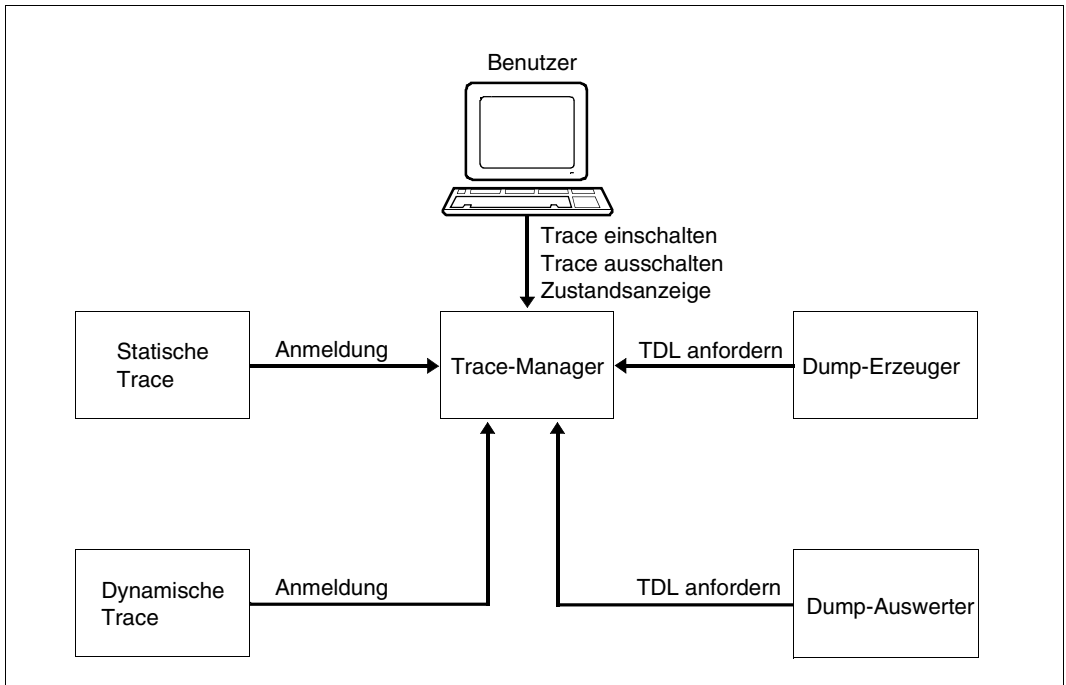 Benutzer
Trace einschalten
Trace ausschalten
Zustandsanzeige
Statische
Trace
Anmeldung
Trace-Manager
TDL anfordern
Dump-Erzeuger
Dynamische
Trace
Anmeldung
TDL anfordern
Dump-Auswerter